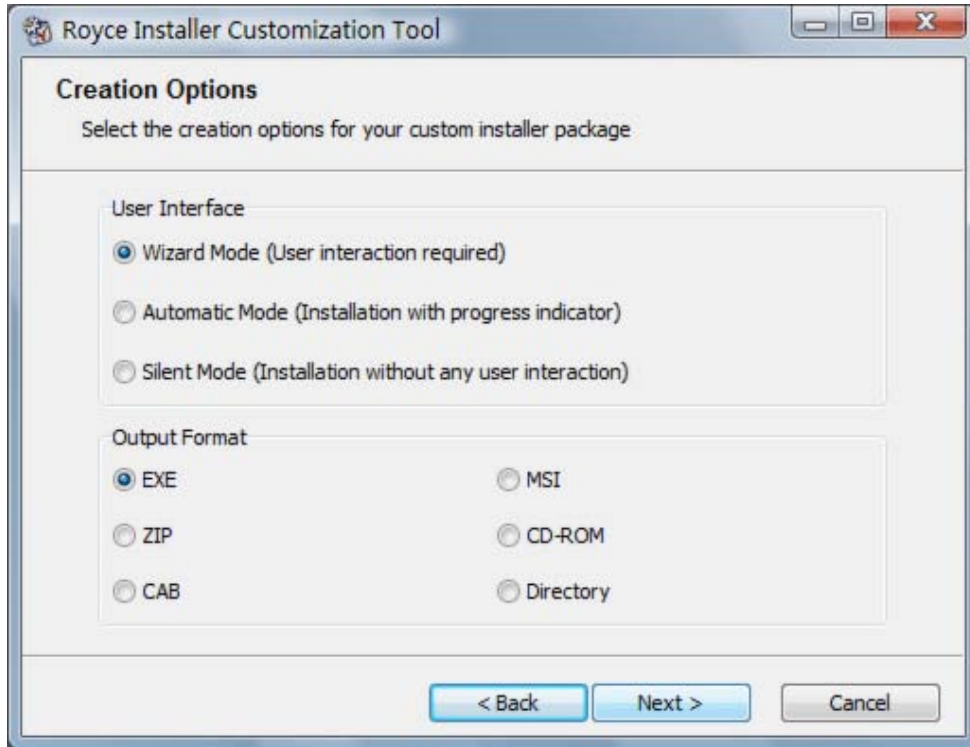 Royce Installer Customization Tool
Creation Options
Select the creation options for your custom installer package
User Interface
Wizard Mode (User interaction required)
Automatic Mode (Installation with progress indicator)
Silent Mode (Installation without any user interaction)
Output Format
EXE
MSI
ZIP
CD-ROM
CAB
Directory
< Back
Next >
Cancel